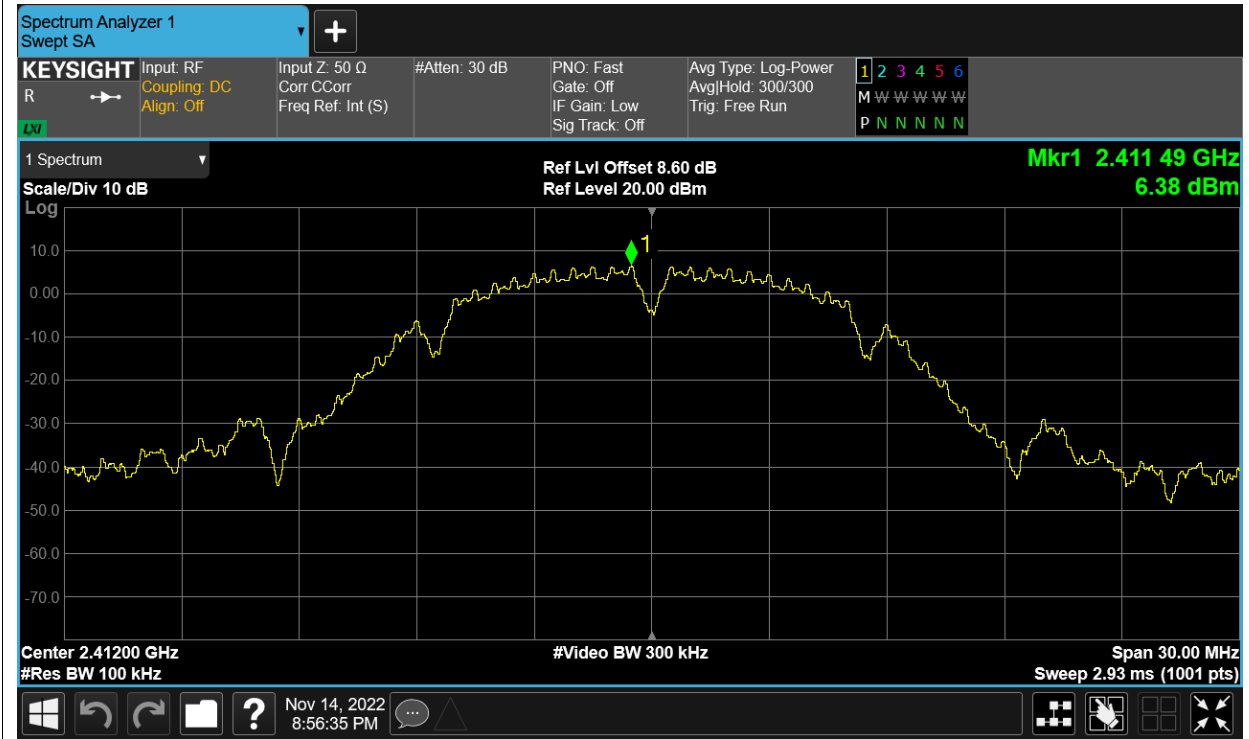 Spectrum Analyzer 1
Swept SA
KEYSIGHT
R
LXI
Input: RF
Coupling: DC
Align: Off
Input Z: 50 Ω
Corr CCorr
Freq Ref: Int (S)
#Atten: 30 dB
PNO: Fast
Gate: Off
IF Gain: Low
Sig Track: Off
Avg Type: Log-Power
Avg|Hold: 300/300
Trig: Free Run
1 2 3 4 5 6
M W W W W W
P N N N N N
1 Spectrum
Scale/Div 10 dB
Log
Ref Lvl Offset 8.60 dB
Ref Level 20.00 dBm
Mkr1 2.411 49 GHz
6.38 dBm
1
10.0
0.00
-10.0
-20.0
-30.0
-40.0
-50.0
-60.0
-70.0
Center 2.41200 GHz
#Res BW 100 kHz
#Video BW 300 kHz
Span 30.00 MHz
Sweep 2.93 ms (1001 pts)
?
Nov 14, 2022
8:56:35 PM